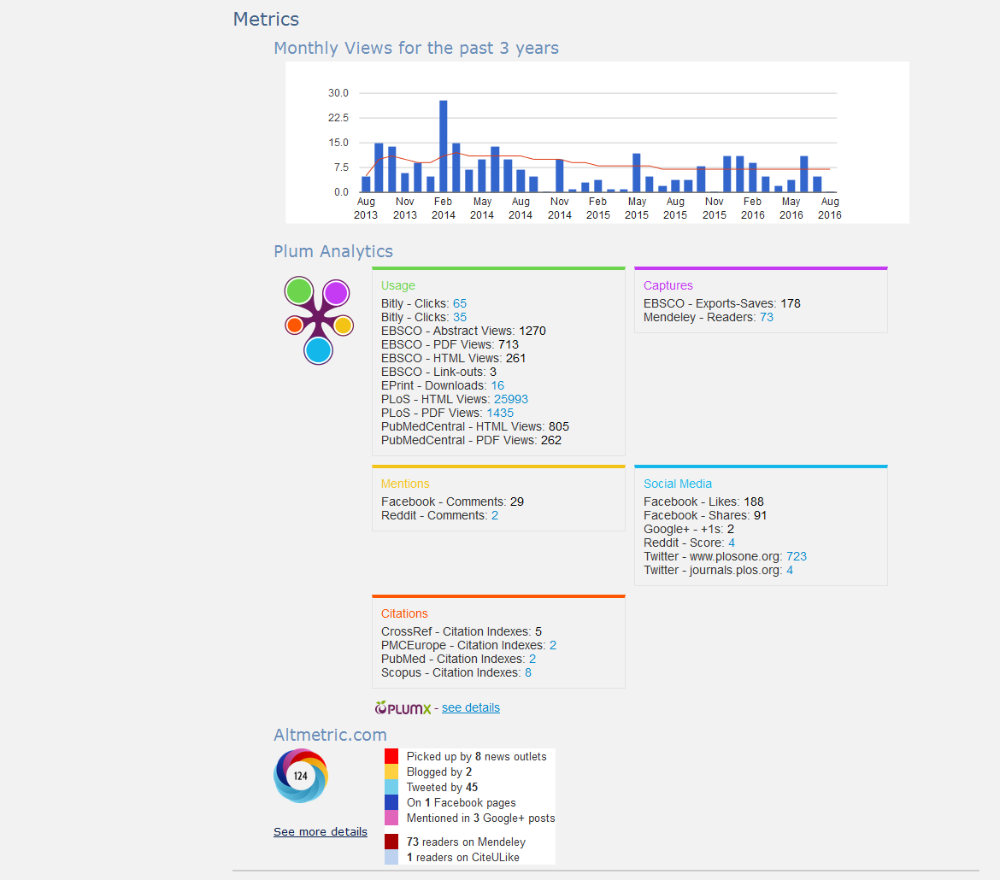 Metrics
Monthly Views for the past 3 years
30.0
22.5
15.0
7.5
0.0
Aug Nov Feb May Aug Nov Feb May Aug Nov Feb May Aug
2013 2013 2014 2014 2014 2014 2015 2015 2015 2015 2016 2016 2016
Plum Analytics
Usage
Bitly - Clicks: 65
Bitly - Clicks: 35
EBSCO - Abstract Views: 1270
EBSCO - PDF Views: 713
EBSCO - HTML Views: 261
EBSCO - Link-outs: 3
EPrint - Downloads: 16
PLoS - HTML Views: 25993
PLoS - PDF Views: 1435
PubMedCentral - HTML Views: 805
PubMedCentral - PDF Views: 262
Captures
EBSCO - Exports-Saves: 178
Mendeley - Readers: 73
Mentions
Facebook - Comments: 29
Reddit - Comments: 2
Social Media
Facebook - Likes: 188
Facebook - Shares: 91
Google+ - +1s: 2
Reddit - Score: 4
Twitter - www.plosone.org: 723
Twitter - journals.plos.org: 4
Citations
CrossRef - Citation Indexes: 5
PMCEurope - Citation Indexes: 2
PubMed - Citation Indexes: 2
Scopus - Citation Indexes: 8
PLUMX - see details
Altmetric.com
124
See more details
Picked up by 8 news outlets
Blogged by 2
Tweeted by 45
On 1 Facebook pages
Mentioned in 3 Google+ posts
73 readers on Mendeley
1 readers on CiteULike